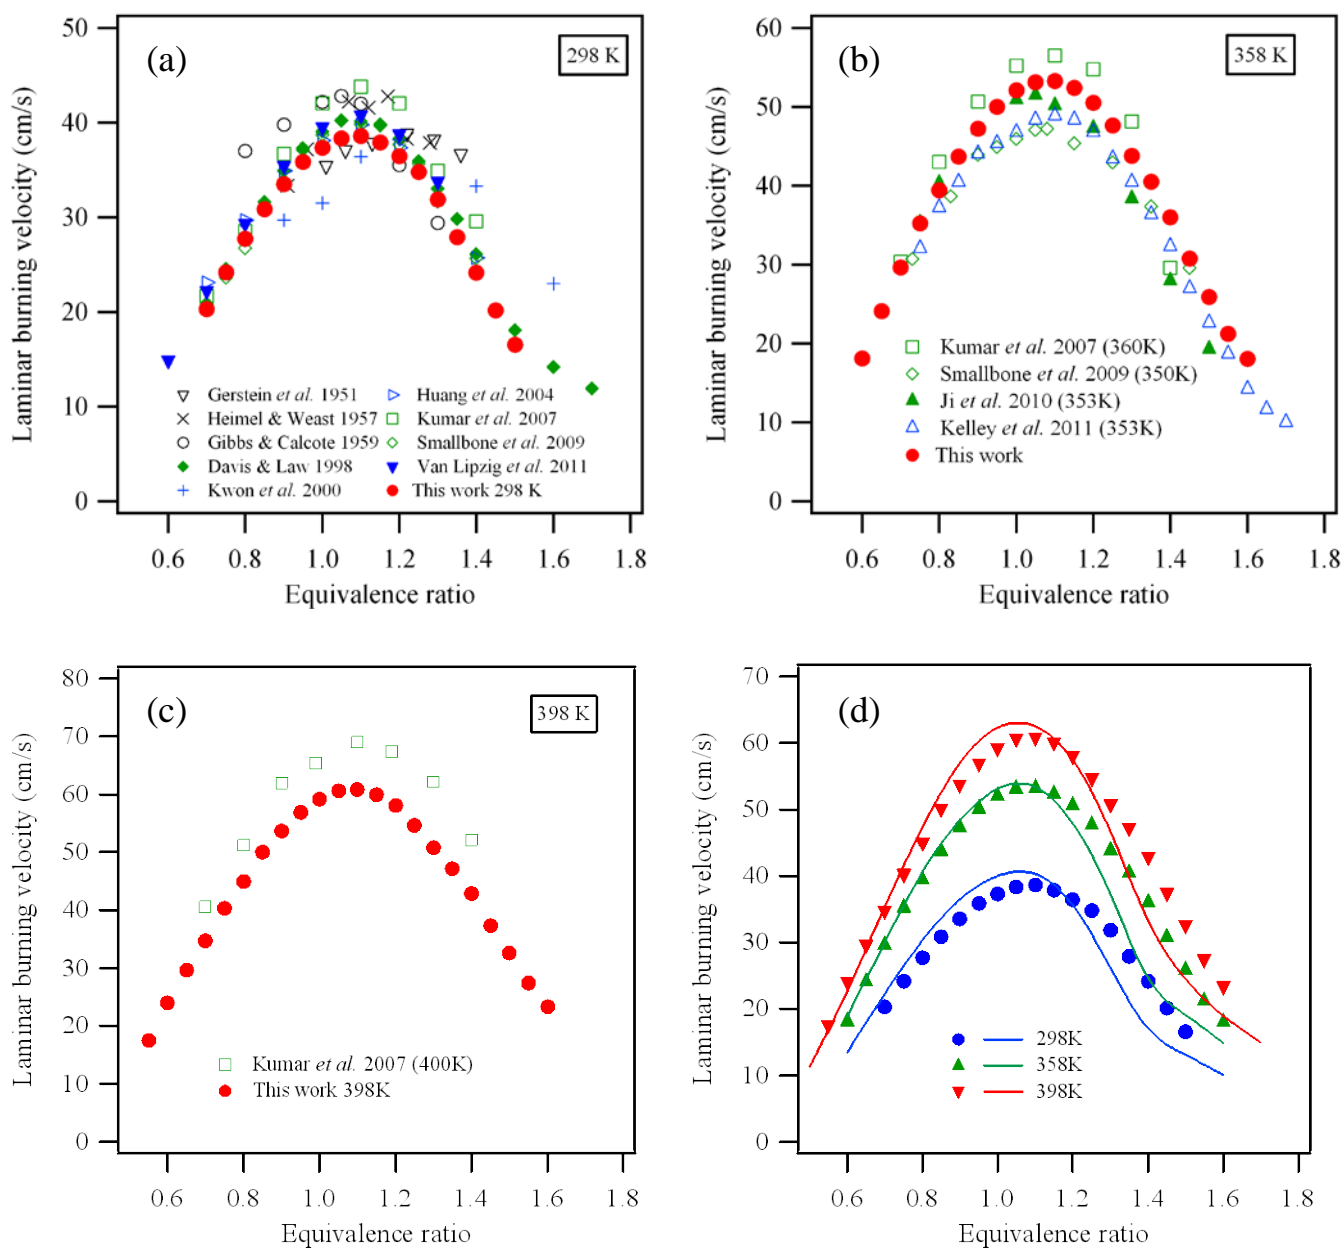 (a)
298 K
50
40
30
20
10
0
Laminar burning velocity (cm/s)
Gerstein et al. 1951
Heimel & Weast 1957
Gibbs & Calcote 1959
Davis & Law 1998
Kwon et al. 2000
Huang et al. 2004
Kumar et al. 2007
Smallbone et al. 2009
Van Lipzig et al. 2011
This work 298 K
0.6 0.8 1.0 1.2 1.4 1.6 1.8
Equivalence ratio
(b)
358 K
60
50
40
30
20
10
0
Laminar burning velocity (cm/s)
Kumar et al. 2007 (360K)
Smallbone et al. 2009 (350K)
Ji et al. 2010 (353K)
Kelley et al. 2011 (353K)
This work
0.6 0.8 1.0 1.2 1.4 1.6 1.8
Equivalence ratio
(c)
398 K
80
70
60
50
40
30
20
10
0
Laminar burning velocity (cm/s)
Kumar et al. 2007 (400K)
This work 398K
0.6 0.8 1.0 1.2 1.4 1.6 1.8
Equivalence ratio
(d)
70
60
50
40
30
20
10
0
Laminar burning velocity (cm/s)
298K
358K
398K
0.6 0.8 1.0 1.2 1.4 1.6 1.8
Equivalence ratio